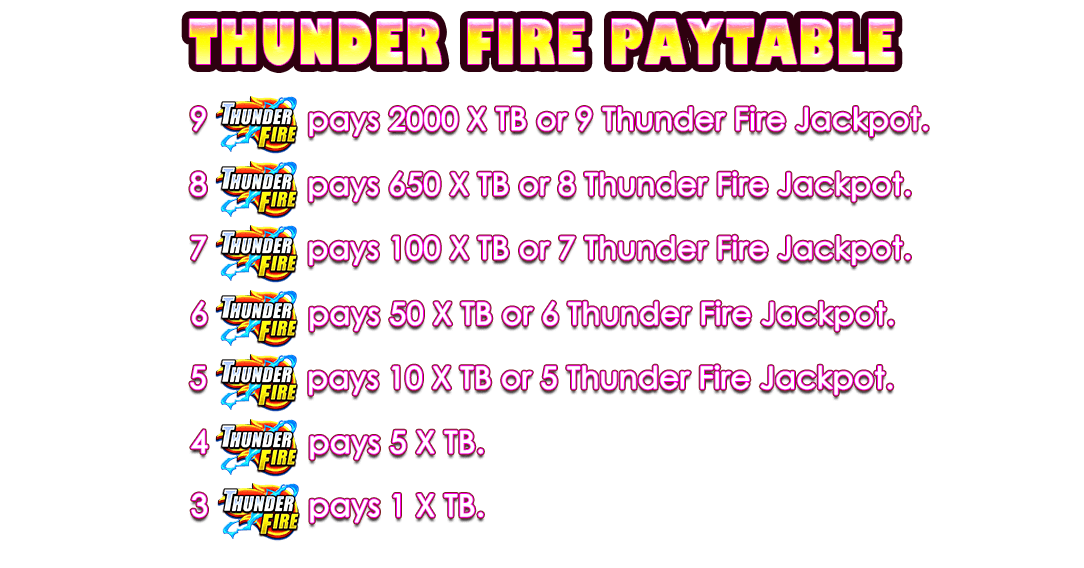 THUNDER FIRE PAYTABLE
9 THUNDER FIRE pays 2000 X TB or 9 Thunder Fire Jackpot.
8 THUNDER FIRE pays 650 X TB or 8 Thunder Fire Jackpot.
7 THUNDER FIRE pays 100 X TB or 7 Thunder Fire Jackpot.
6 THUNDER FIRE pays 50 X TB or 6 Thunder Fire Jackpot.
5 THUNDER FIRE pays 10 X TB or 5 Thunder Fire Jackpot.
4 THUNDER FIRE pays 5 X TB.
3 THUNDER FIRE pays 1 X TB.